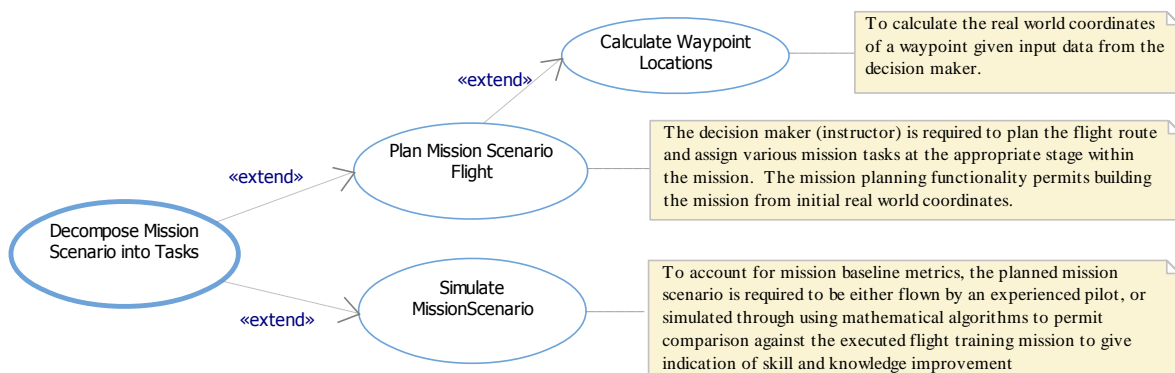 Calculate Waypoint
Locations
To calculate the real world coordinates
of a waypoint given input data from the
decision maker.
«extend»
Plan Mission Scenario
Flight
The decision maker (instructor) is required to plan the flight route
and assign various mission tasks at the appropriate stage within
the mission.  The mission planning functionality permits building
the mission from initial real world coordinates.
«extend»
Decompose Mission
Scenario into Tasks
Simulate
MissionScenario
To account for mission baseline metrics, the planned mission
scenario is required to be either flown by an experienced pilot, or
simulated through using mathematical algorithms to permit
comparison against the executed flight training mission to give
indication of skill and knowledge improvement
«extend»